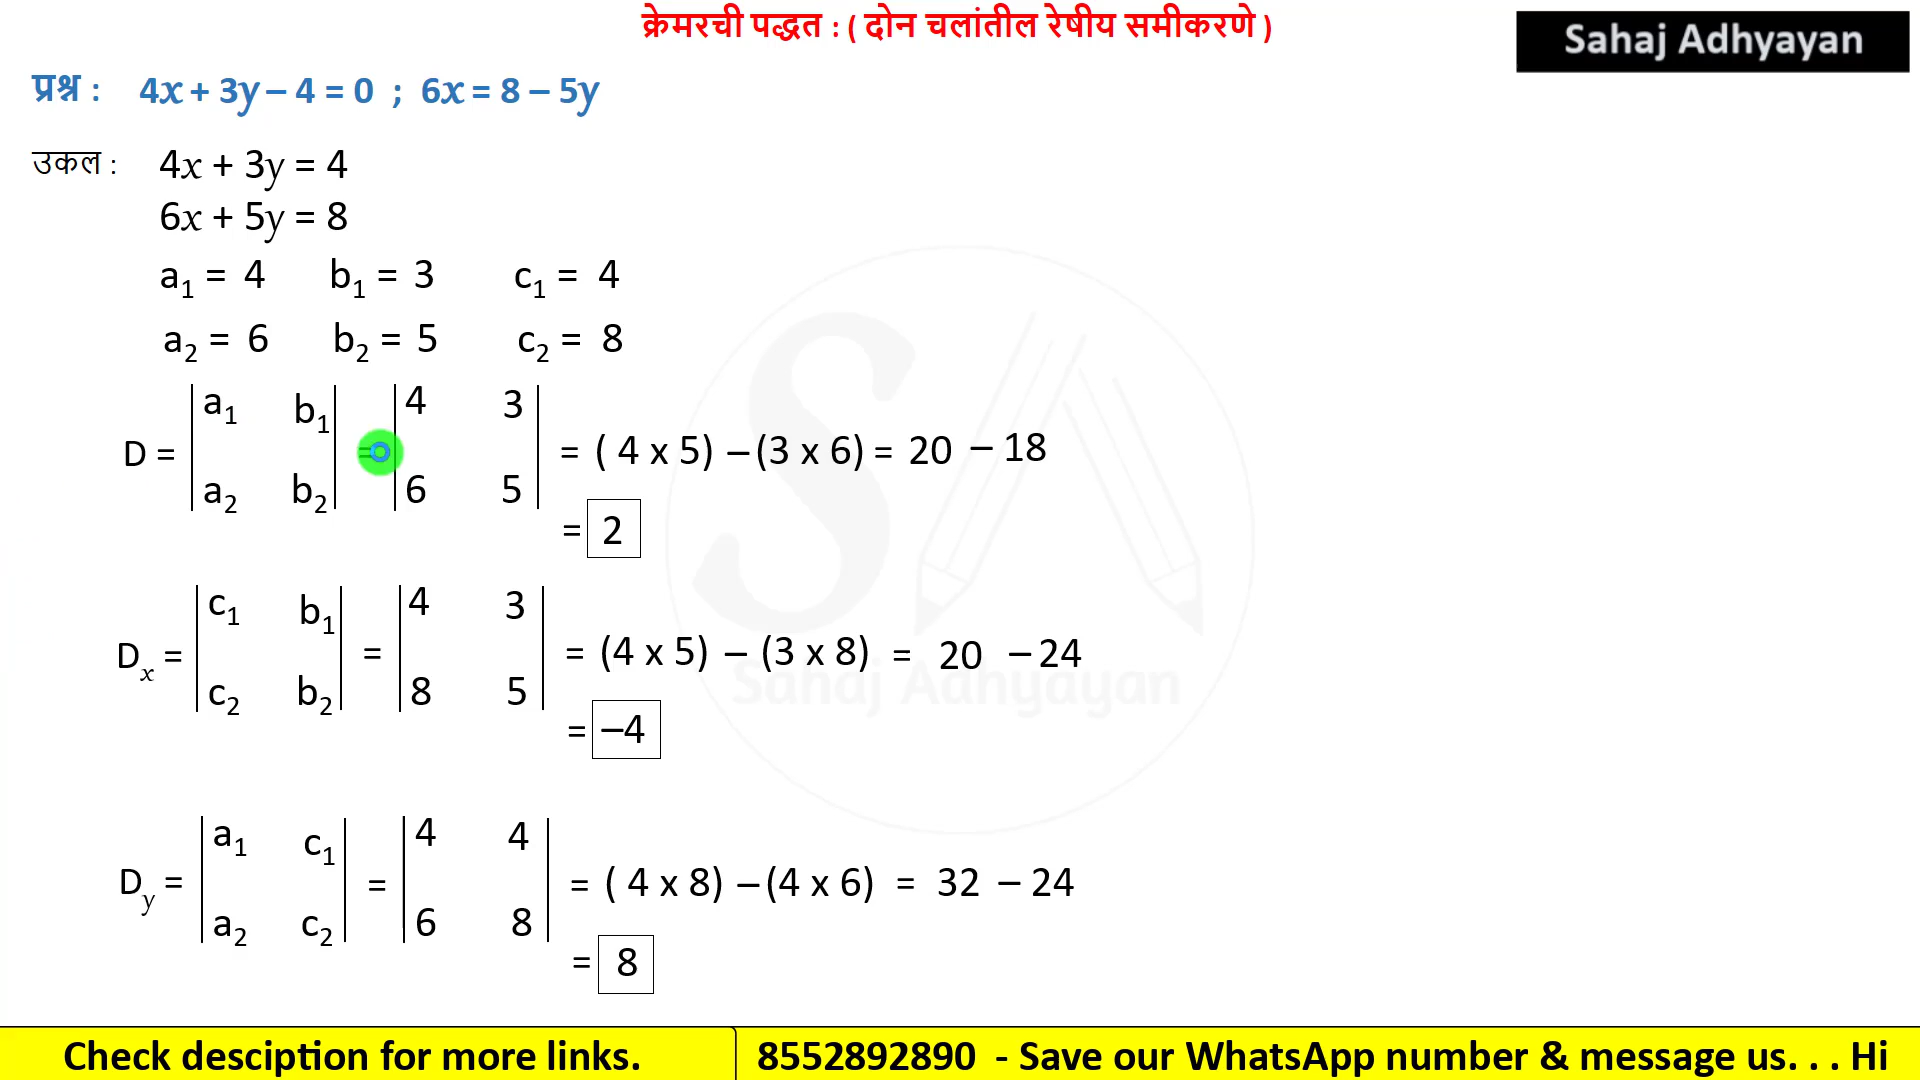 क्रेमरची पद्धत : ( दोन चलांतील रेषीय समीकरणे )
Sahaj Adhyayan
प्रश्न : 4x + 3y – 4 = 0 ; 6x = 8 – 5y
उकल : 4x + 3y = 4
6x + 5y = 8
a₁ = 4 b₁ = 3 c₁ = 4
a₂ = 6 b₂ = 5 c₂ = 8
a₁ b₁ 4 3
D = = = ( 4 x 5) – (3 x 6) = 20 – 18
a₂ b₂ 6 5
= 2
c₁ b₁ 4 3
Dₓ = = = (4 x 5) – (3 x 8) = 20 – 24
c₂ b₂ 8 5
Sahaj Adhyayan
= –4
a₁ c₁ 4 4
Dy = = = ( 4 x 8) – (4 x 6) = 32 – 24
a₂ c₂ 6 8
= 8
Check desciption for more links.
8552892890 - Save our WhatsApp number & message us. . . Hi